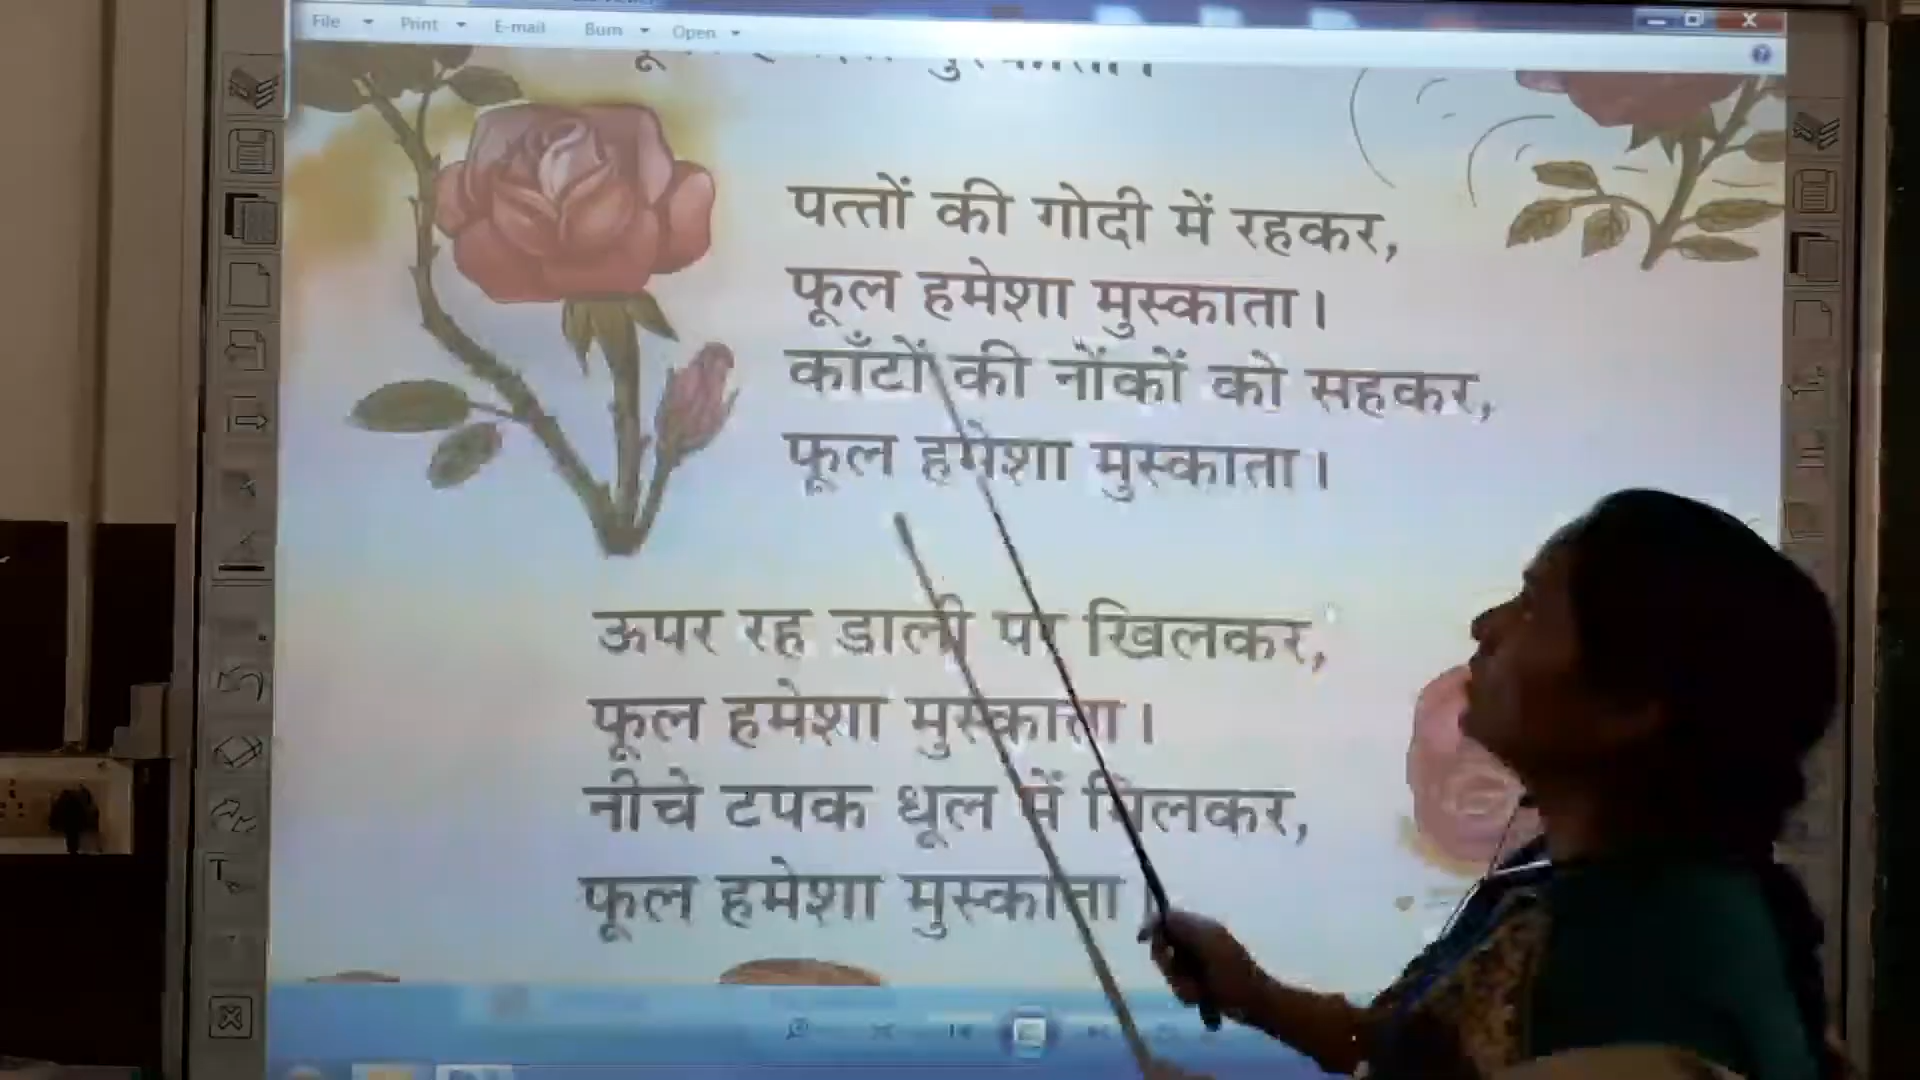 File Print E-mail Burn Open
पत्तों की गोदी में रहकर,
फूल हमेशा मुस्काता।
काँटों की नौंकों को सहकर,
फूल हमेशा मुस्काता।
ऊपर रह डाली पर खिलकर,
फूल हमेशा मुस्काता।
नीचे टपक धूल में मिलकर,
फूल हमेशा मुस्काता।